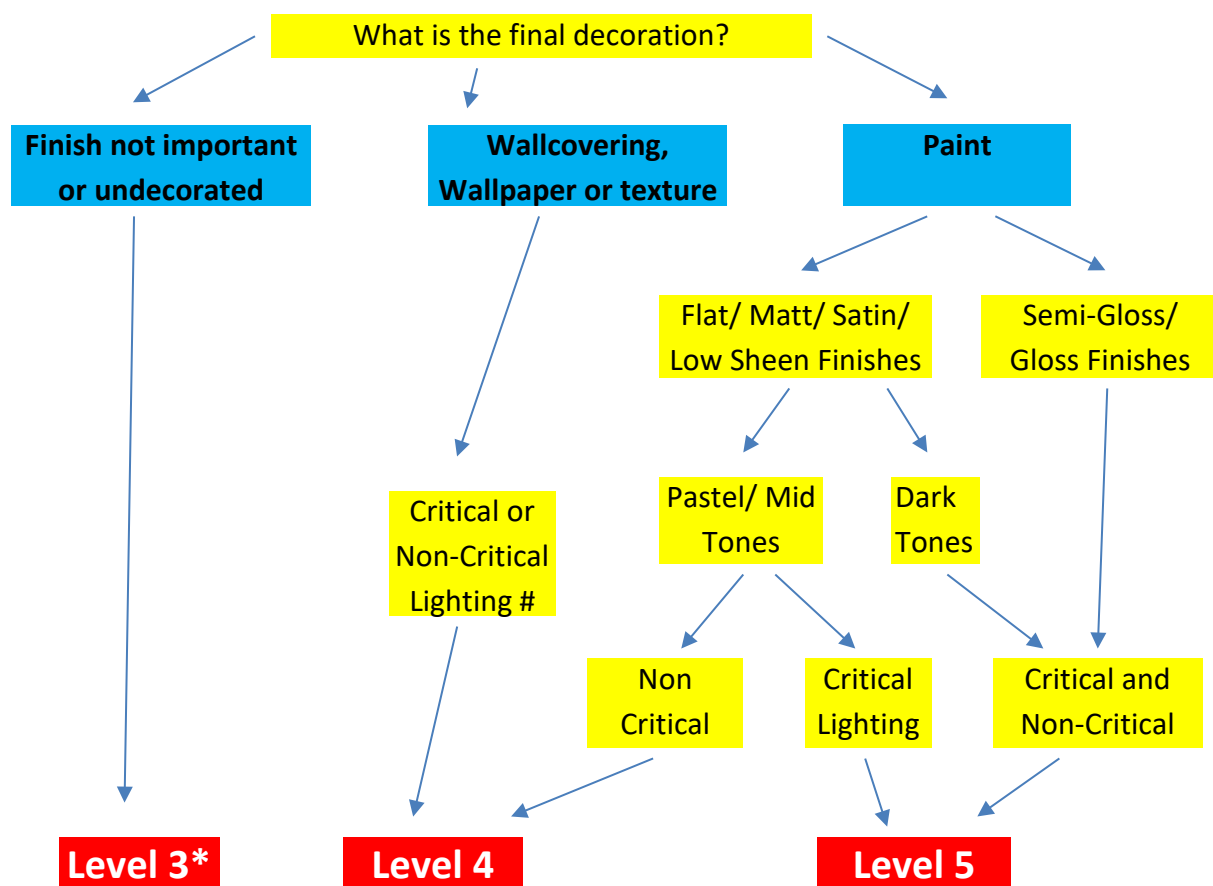 What is the final decoration?
Finish not important
or undecorated
Wallcovering,
Wallpaper or texture
Paint
Flat/ Matt/ Satin/
Low Sheen Finishes
Semi-Gloss/
Gloss Finishes
Critical or
Non-Critical
Lighting #
Pastel/ Mid
Tones
Dark
Tones
Non
Critical
Critical
Lighting
Critical and
Non-Critical
Level 3*
Level 4
Level 5